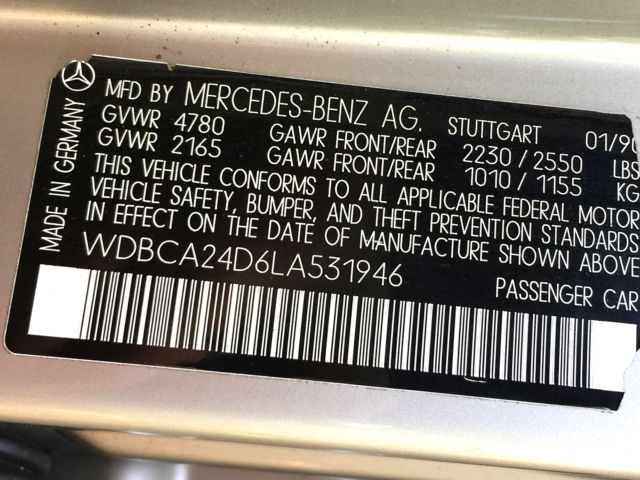 MADE IN GERMANY
MFD BY MERCEDES-BENZ AG, STUTTGART 01/90
GVWR 4780 GAWR FRONT/REAR 2230 / 2550 LBS
GVWR 2165 GAWR FRONT/REAR 1010 / 1155 KG
THIS VEHICLE CONFORMS TO ALL APPLICABLE FEDERAL MOTOR
VEHICLE SAFETY, BUMPER, AND THEFT PREVENTION STANDARDS
IN EFFECT ON THE DATE OF MANUFACTURE SHOWN ABOVE
WDBCA24D6LA531946
PASSENGER CAR